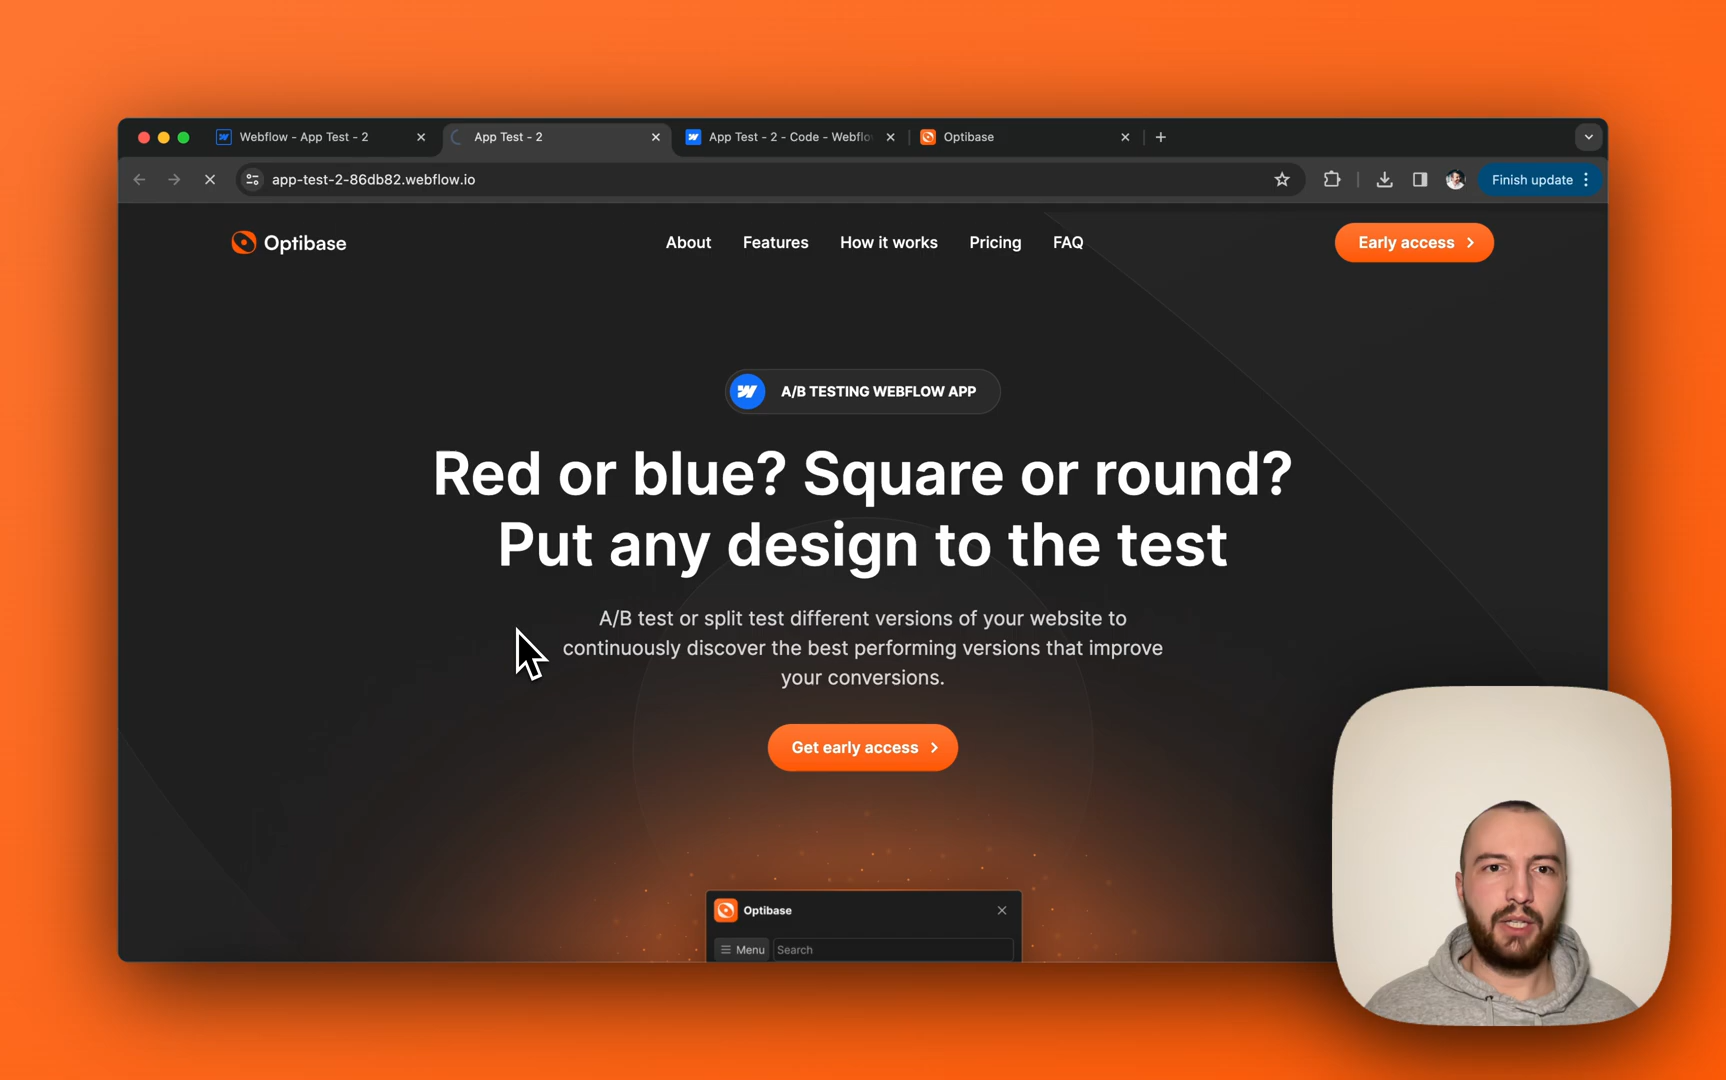 Webflow - App Test - 2
App Test - 2
App Test - 2 - Code - Webflo
Optibase
app-test-2-86db82.webflow.io
Finish update
Optibase
About
Features
How it works
Pricing
FAQ
Early access
A/B TESTING WEBFLOW APP
Red or blue? Square or round?
Put any design to the test
A/B test or split test different versions of your website to
continuously discover the best performing versions that improve
your conversions.
Get early access
Optibase
Menu
Search